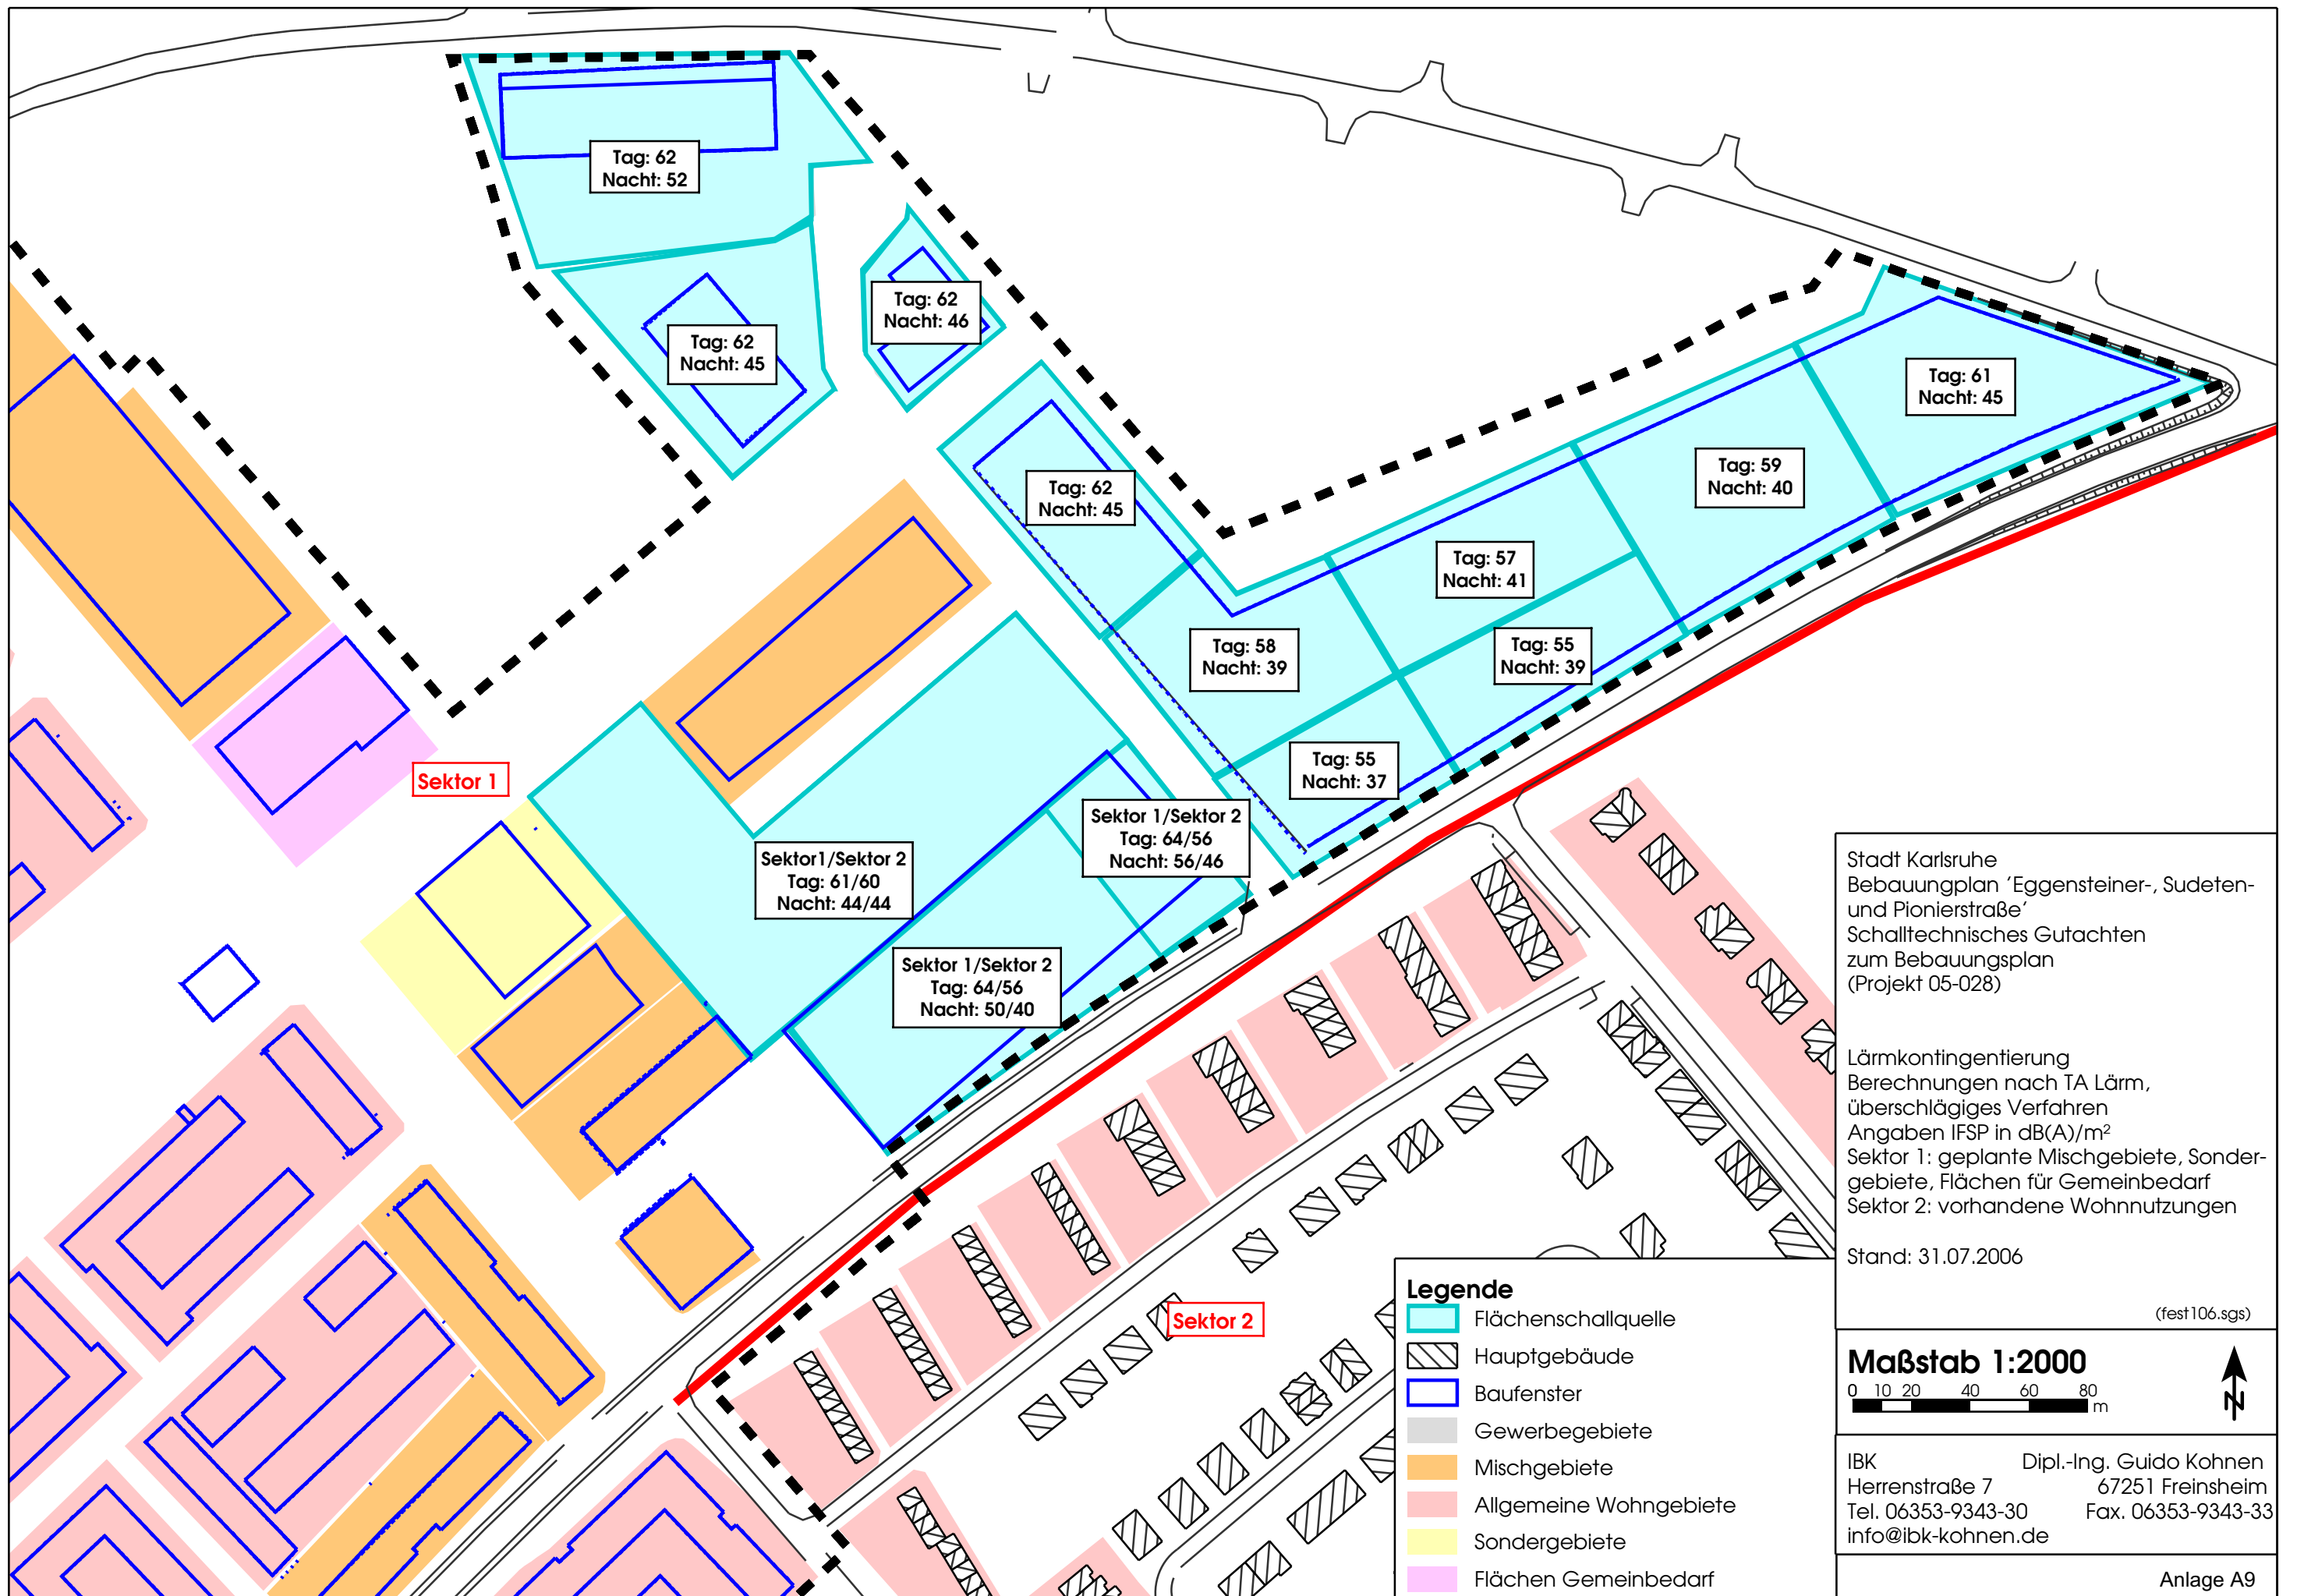 Tag: 62
Nacht: 52
Tag: 62
Nacht: 46
Tag: 62
Nacht: 45
Tag: 61
Nacht: 45
Tag: 59
Nacht: 40
Tag: 62
Nacht: 45
Tag: 57
Nacht: 41
Tag: 58
Nacht: 39
Tag: 55
Nacht: 39
Tag: 55
Nacht: 37
Sektor 1
Sektor 1/Sektor 2
Tag: 64/56
Nacht: 56/46
Sektor1/Sektor 2
Tag: 61/60
Nacht: 44/44
Sektor 1/Sektor 2
Tag: 64/56
Nacht: 50/40
Sektor 2
Stadt Karlsruhe
Bebauungplan ‘Eggensteiner-, Sudeten-
und Pionierstraße’
Schalltechnisches Gutachten
zum Bebauungsplan
(Projekt 05-028)
Lärmkontingentierung
Berechnungen nach TA Lärm,
überschlägiges Verfahren
Angaben IFSP in dB(A)/m²
Sektor 1: geplante Mischgebiete, Sonder-
gebiete, Flächen für Gemeinbedarf
Sektor 2: vorhandene Wohnnutzungen
Stand: 31.07.2006
(fest106.sgs)
Legende
Flächenschallquelle
Hauptgebäude
Baufenster
Gewerbegebiete
Mischgebiete
Allgemeine Wohngebiete
Sondergebiete
Flächen Gemeinbedarf
Maßstab 1:2000
0 10 20 40 60 80
m
N
IBK Dipl.-Ing. Guido Kohnen
Herrenstraße 7 67251 Freinsheim
Tel. 06353-9343-30 Fax. 06353-9343-33
info@ibk-kohnen.de
Anlage A9